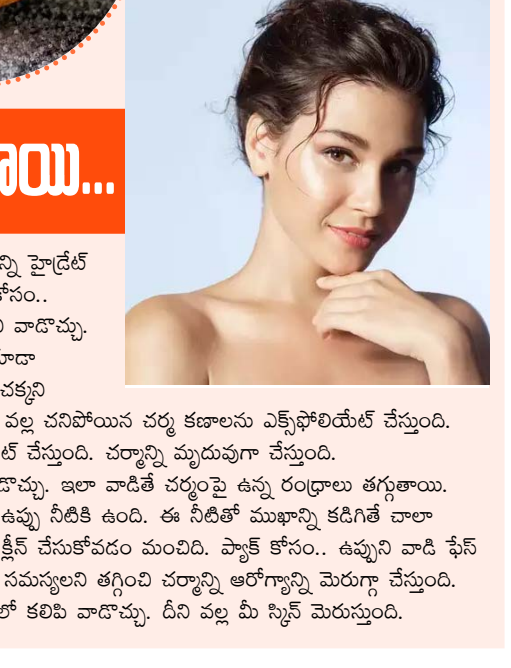 హైడ్రేట్
వాడొచ్చు.
చక్కని
వల్ల చనిపోయిన చర్మ కణాలను ఎక్స్‌ఫోలియేట్ చేస్తుంది.
చేస్తుంది. చర్మాన్ని మృదువుగా చేస్తుంది.
ఇలా వాడితే చర్మంపై ఉన్న రంధ్రాలు తగ్గుతాయి.
ఉప్పు నీటికి ఉంది. ఈ నీటితో ముఖాన్ని కడిగితే చాలా
క్లీన్ చేసుకోవడం మంచిది. ప్యాక్ కోసం.. ఉప్పుని వాడి ఫేస్
సమస్యలని తగ్గించి చర్మాన్ని ఆరోగ్యాన్ని మెరుగ్గా చేస్తుంది.
కలిపి వాడొచ్చు. దీని వల్ల మీ స్కిన్ మెరుస్తుంది.